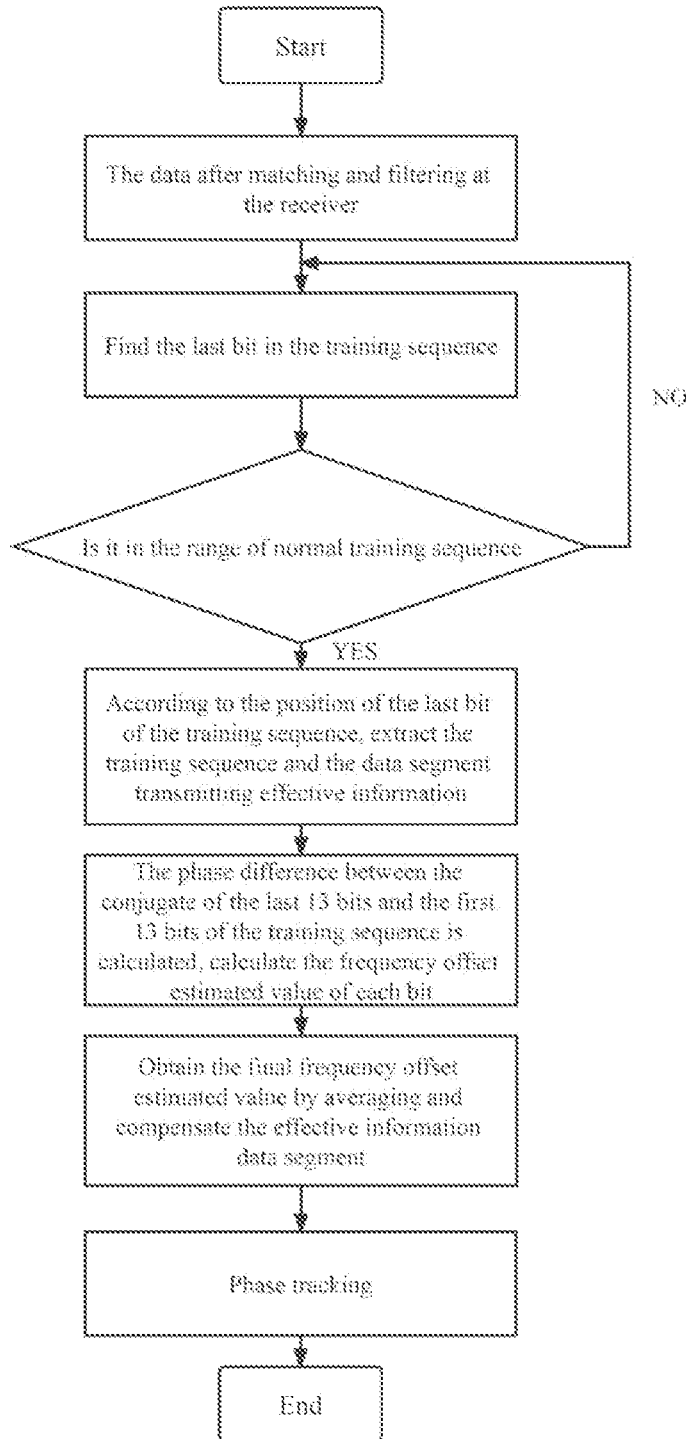 Start
The data after matching and filtering at
the receiver
Find the last bit in the training sequence
NO
Is it in the range of normal training sequence
YES
According to the position of the last bit
of the training sequence, extract the
training sequence and the data segment
transmitting effective information
The phase difference between the
conjugate of the last 13 bits and the first
13 bits of the training sequence is
calculated, calculate the frequency offset
estimated value of each bit
Obtain the final frequency offset
estimated value by averaging and
compensate the effective information
data segment
Phase tracking
End